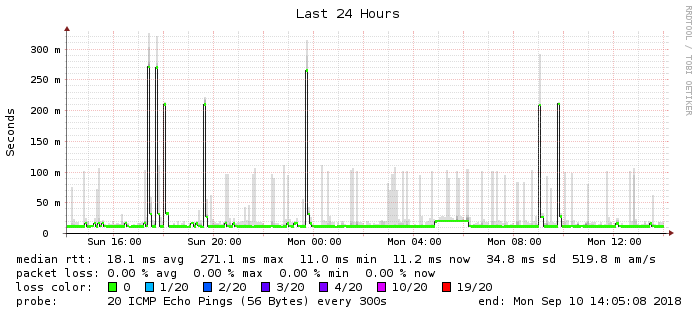 Last 24 Hours
RRDTOOL / TOBI OETIKER
Seconds
300 m
250 m
200 m
150 m
100 m
50 m
0
Sun 16:00 Sun 20:00 Mon 00:00 Mon 04:00 Mon 08:00 Mon 12:00
median rtt: 18.1 ms avg 271.1 ms max 11.0 ms min 11.2 ms now 34.8 ms sd 519.8 m am/s
packet loss: 0.00 % avg 0.00 % max 0.00 % min 0.00 % now
loss color: 0 1/20 2/20 3/20 4/20 10/20 19/20
probe: 20 ICMP Echo Pings (56 Bytes) every 300s end: Mon Sep 10 14:05:08 2018